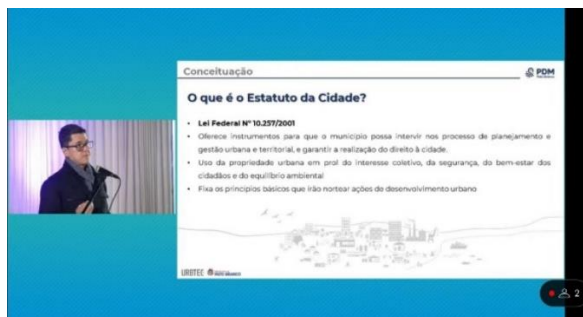 Conceituação
PDM
O que é o Estatuto da Cidade?
• Lei Federal Nº 10.257/2001
• Oferece instrumentos para que o município possa intervir nos processo de planejamento e
gestão urbana e territorial, e garantir a realização do direito à cidade.
• Uso da propriedade urbana em prol do interesse coletivo, da segurança, do bem-estar dos
cidadãos e do equilíbrio ambiental
• Fixa os princípios básicos que irão nortear ações de desenvolvimento urbano
URBTEC
2